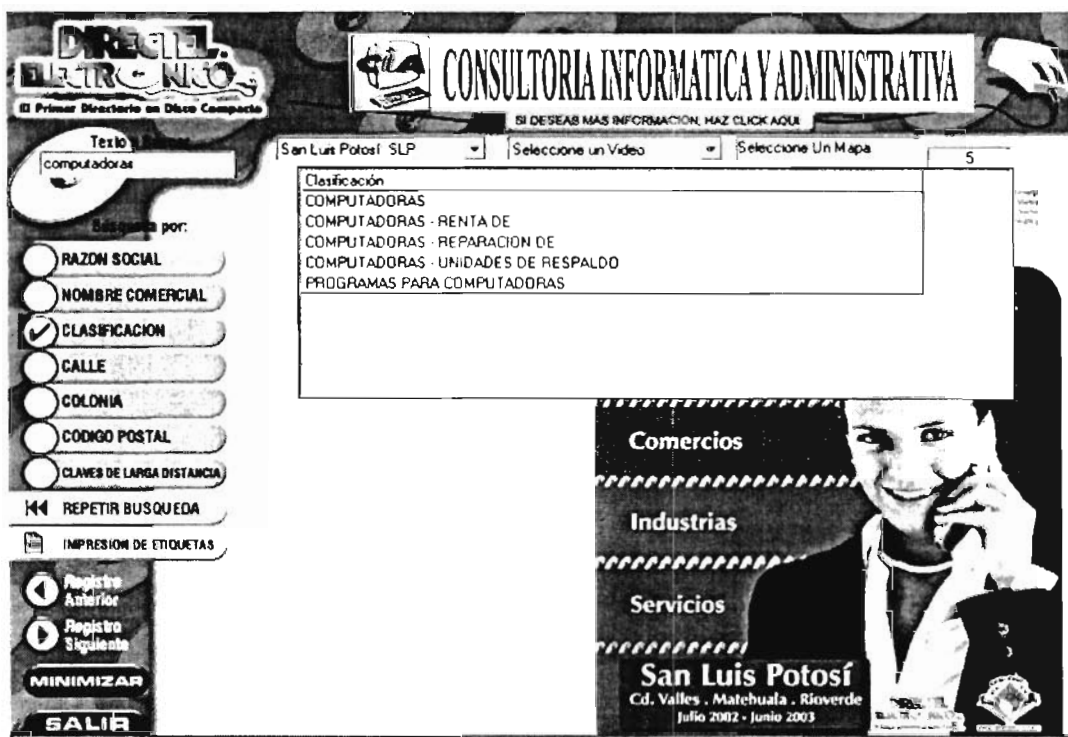 DIRECTEL
ELECTRONICO
El Primer Directorio en Disco Compacto
CONSULTORIA INFORMATICA Y ADMINISTRATIVA
SI DESEAS MAS INFORMACION, HAZ CLICK AQUI
Texto
computadoras
San Luis Potosí SLP
Seleccione un Video
Seleccione Un Mapa
5
Clasificación
COMPUTADORAS
COMPUTADORAS - RENTA DE
COMPUTADORAS - REPARACION DE
COMPUTADORAS - UNIDADES DE RESPALDO
PROGRAMAS PARA COMPUTADORAS
Búsqueda por:
RAZON SOCIAL
NOMBRE COMERCIAL
CLASIFICACION
CALLE
COLONIA
CODIGO POSTAL
CLAVES DE LARGA DISTANCIA
REPETIR BUSQUEDA
IMPRESION DE ETIQUETAS
Registro
Anterior
Registro
Siguiente
MINIMIZAR
SALIR
Comercios
Industrias
Servicios
San Luis Potosí
Cd. Valles . Matehuala . Rioverde
Julio 2002 - Junio 2003